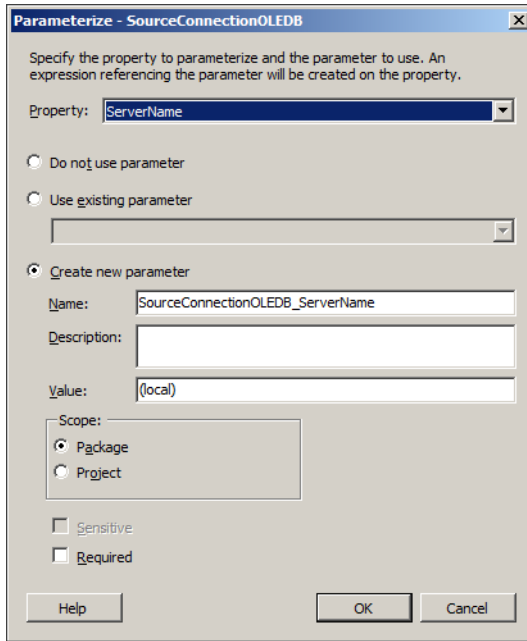 Parameterize - SourceConnectionOLEDB
Specify the property to parameterize and the parameter to use. An
expression referencing the parameter will be created on the property.
Property: ServerName
Do not use parameter
Use existing parameter
Create new parameter
Name: SourceConnectionOLEDB_ServerName
Description:
Value: (local)
Scope:
Package
Project
Sensitive
Required
Help OK Cancel